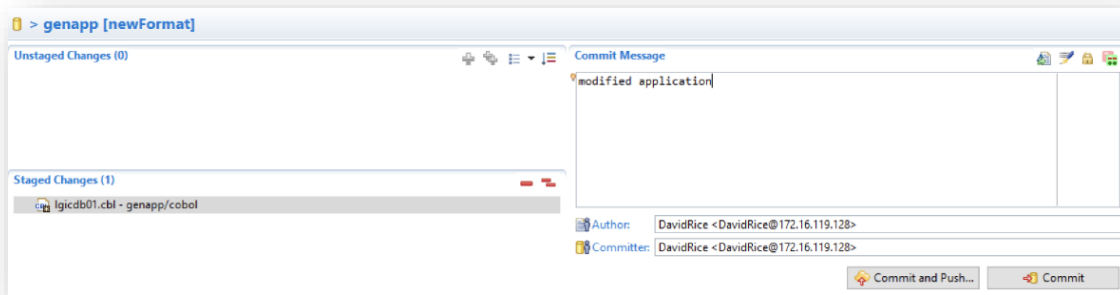 > genapp [newFormat]
Unstaged Changes (0)
Staged Changes (1)
lgicdb01.cbl - genapp/cobol
Commit Message
modified application
Author: DavidRice <DavidRice@172.16.119.128>
Committer: DavidRice <DavidRice@172.16.119.128>
Commit and Push... Commit